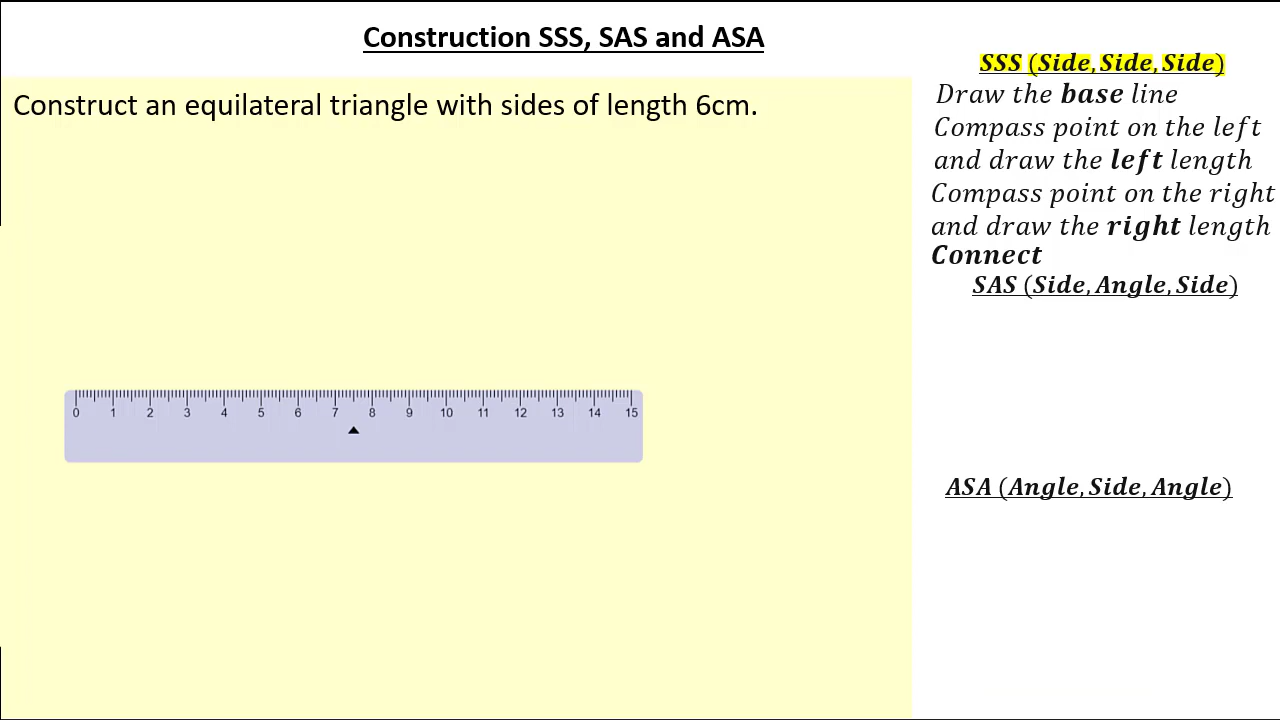 Construction SSS, SAS and ASA
Construct an equilateral triangle with sides of length 6cm.
0 1 2 3 4 5 6 7 8 9 10 11 12 13 14 15
SSS (Side, Side, Side)
Draw the base line
Compass point on the left
and draw the left length
Compass point on the right
and draw the right length
Connect
SAS (Side, Angle, Side)
ASA (Angle, Side, Angle)